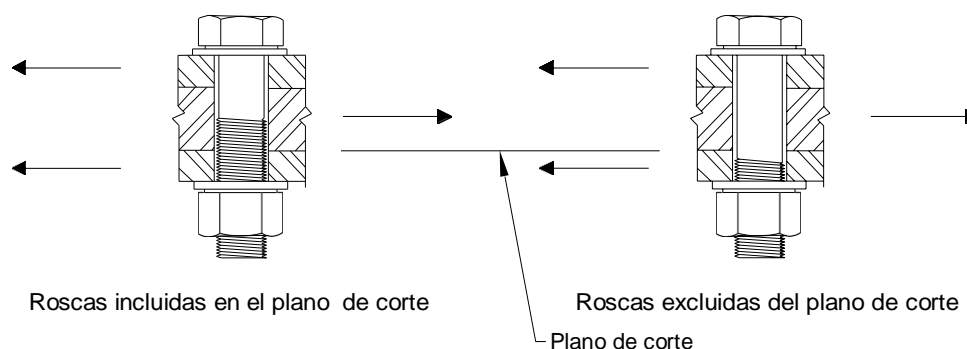 Roscas incluidas en el plano de corte
Roscas excluidas del plano de corte
Plano de corte